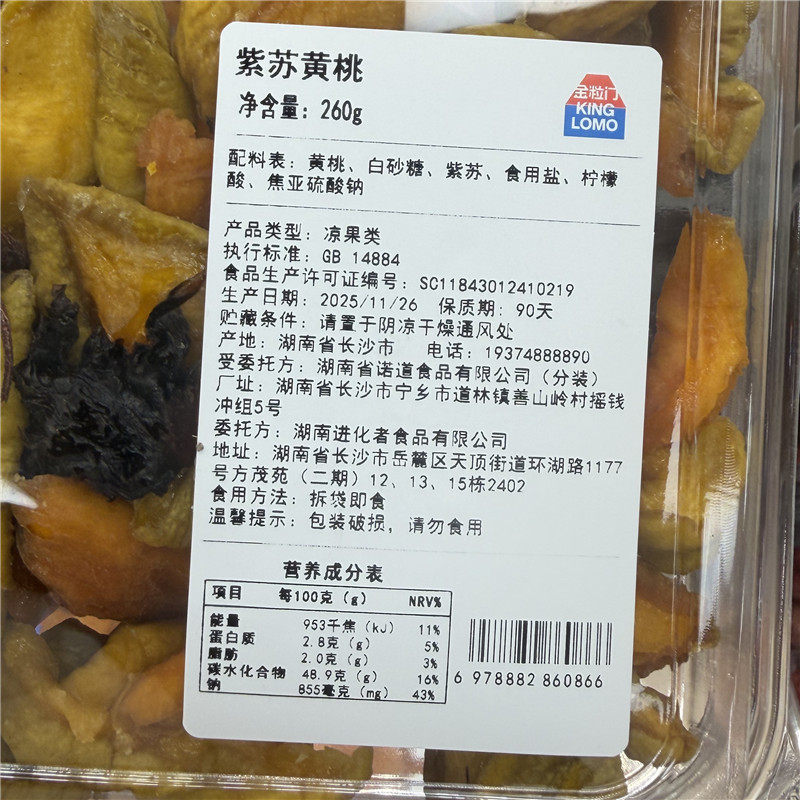 紫苏黄桃
净含量：260g
金粒门
KING
LOMO
配料表：黄桃、白砂糖、紫苏、食用盐、柠檬
酸、焦亚硫酸钠
产品类型：凉果类
执行标准：GB 14884
食品生产许可证编号：SC11843012410219
生产日期：2025/11/26 保质期：90天
贮藏条件：请置于阴凉干燥通风处
产地：湖南省长沙市 电话：19374888890
受委托方：湖南省诺道食品有限公司（分装）
厂址：湖南省长沙市宁乡市道林镇善山岭村摇钱
冲组5号
委托方：湖南进化者食品有限公司
地址：湖南省长沙市岳麓区天顶街道环湖路1177
号方茂苑（二期）12、13、15栋2402
食用方法：拆袋即食
温馨提示：包装破损，请勿食用
营养成分表
项目 每100克（g） NRV%
能量 953千焦（kJ） 11%
蛋白质 2.8克（g） 5%
脂肪 2.0克（g） 3%
碳水化合物 48.9克（g） 16%
钠 855毫克（mg） 43%
6 978882 860866